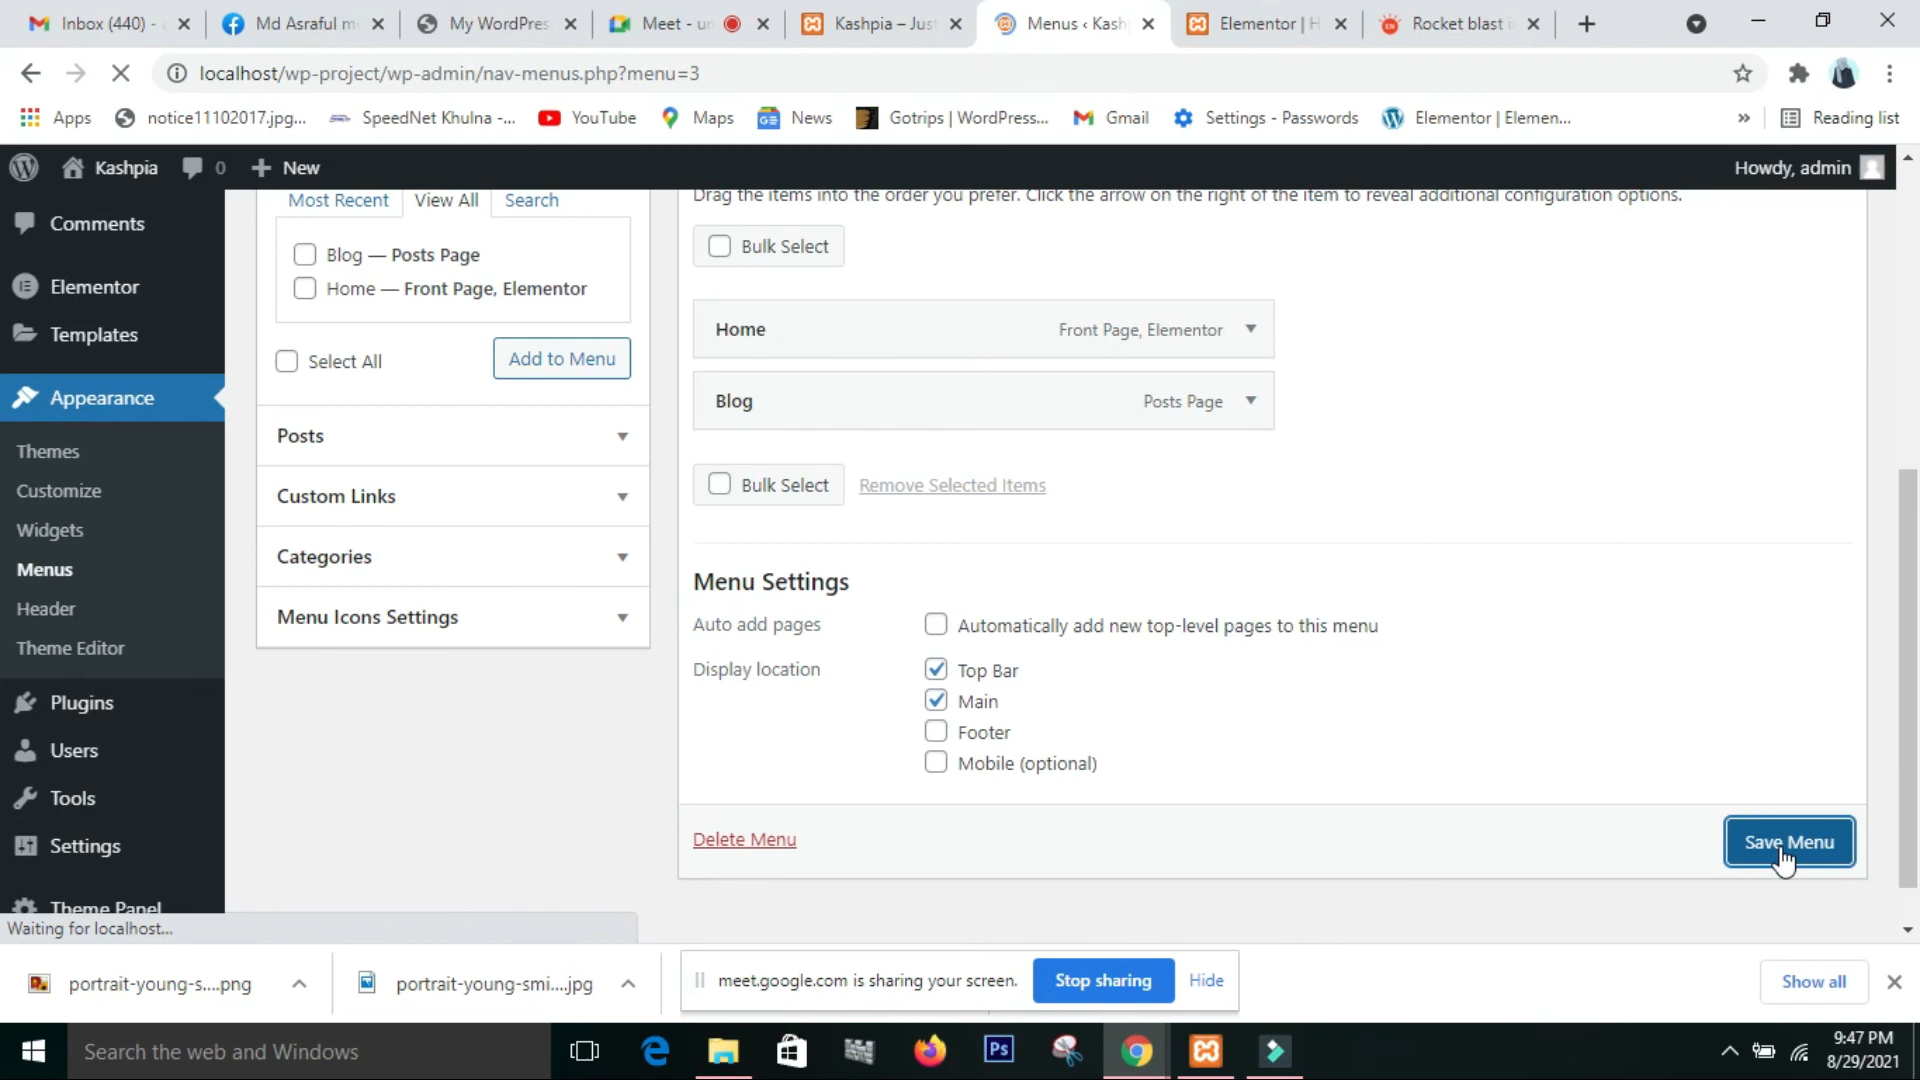 Inbox (440) -
Md Asraful m
My WordPres
Meet - u
Kashpia – Just
Menus ‹ Kash
Elementor | H
Rocket blast i
localhost/wp-project/wp-admin/nav-menus.php?menu=3
Apps
notice11102017.jpg...
SpeedNet Khulna -...
YouTube
Maps
News
Gotrips | WordPress...
Gmail
Settings - Passwords
Elementor | Elemen...
»
Reading list
Kashpia
0
New
Howdy, admin
Comments
Elementor
Templates
Appearance
Themes
Customize
Widgets
Menus
Header
Theme Editor
Plugins
Users
Tools
Settings
Theme Panel
Waiting for localhost...
Most Recent
View All
Search
Blog — Posts Page
Home — Front Page, Elementor
Select All
Add to Menu
Posts
Custom Links
Categories
Menu Icons Settings
Drag the items into the order you prefer. Click the arrow on the right of the item to reveal additional configuration options.
Bulk Select
Home
Front Page, Elementor
Blog
Posts Page
Bulk Select
Remove Selected Items
Menu Settings
Auto add pages
Automatically add new top-level pages to this menu
Display location
Top Bar
Main
Footer
Mobile (optional)
Delete Menu
Save Menu
portrait-young-s....png
portrait-young-smi....jpg
meet.google.com is sharing your screen.
Stop sharing
Hide
Show all
Search the web and Windows
Ps
9:47 PM
8/29/2021